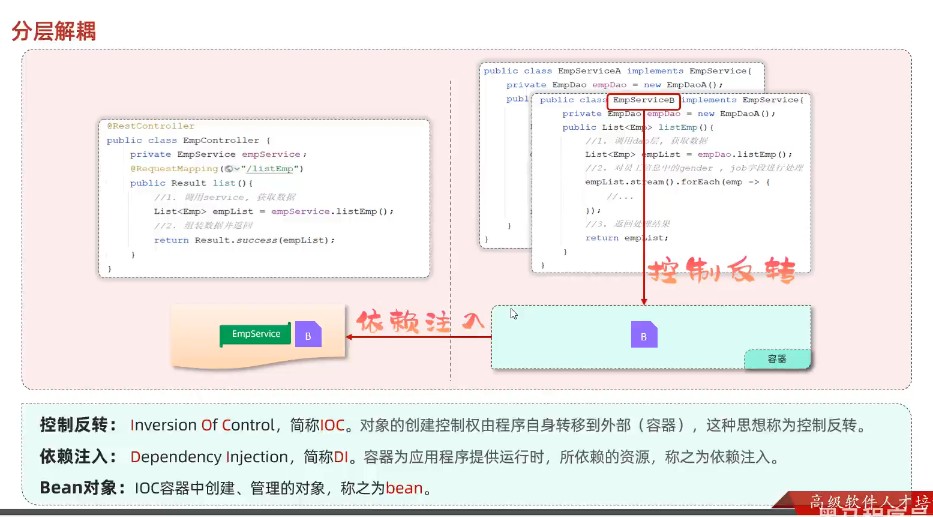 分层解耦
@RestController
public class EmpController {
private EmpService empService;
@RequestMapping("/listEmp")
public Result list(){
//1. 调用service, 获取数据
List<Emp> empList = empService.listEmp();
//2. 组装数据并返回
return Result.success(empList);
}
}
public class EmpServiceA implements EmpService{
private EmpDao empDao = new EmpDaoA();
publ
}
}
public class EmpServiceB implements EmpService{
private EmpDao empDao = new EmpDaoA();
public List<Emp> listEmp(){
//1. 调用dao层, 获取数据
List<Emp> empList = empDao.listEmp();
//2. 对员工信息中的gender , job字段进行处理
empList.stream().forEach(emp -> {
//...
});
//3. 返回处理结果
return empList;
}
}
控制反转
依赖注入
EmpService
B
B
容器
控制反转： Inversion Of Control，简称IOC。对象的创建控制权由程序自身转移到外部（容器），这种思想称为控制反转。
依赖注入： Dependency Injection，简称DI。容器为应用程序提供运行时，所依赖的资源，称之为依赖注入。
Bean对象：IOC容器中创建、管理的对象，称之为bean。
高级软件人才培